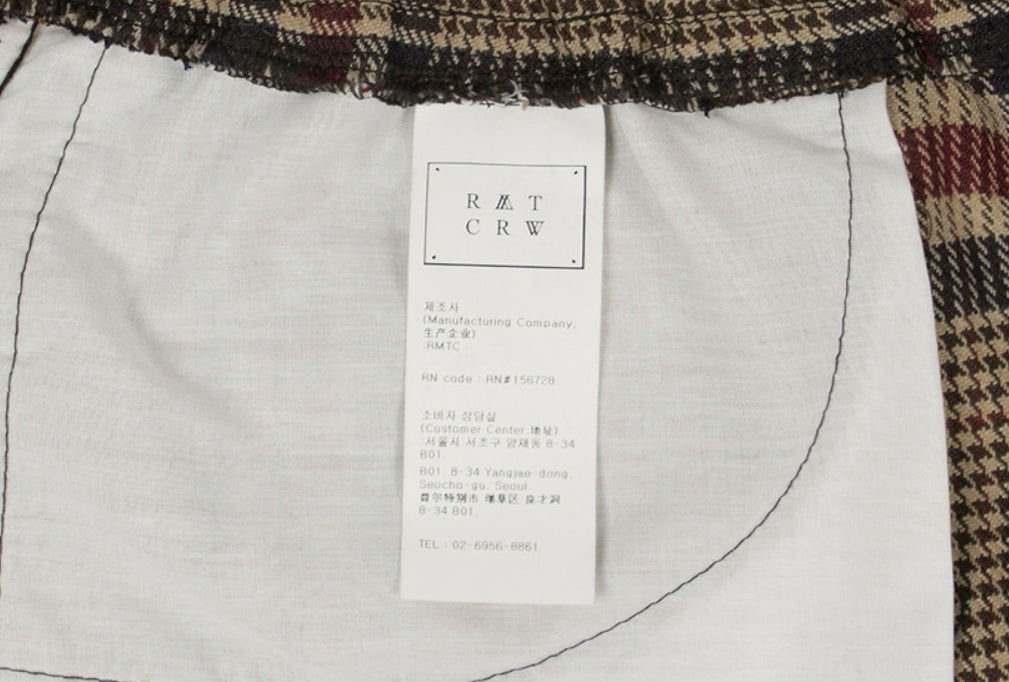 R M T
C R W
제조사
(Manufacturing Company,
生产企业)
:RMTC
RN code : RN#156728
소비자 상담실
(Customer Center,地址)
:서울시 서초구 양재동 8-34
B01.
B01, 8-34 Yangjae-dong,
Seocho-gu, Seoul
首尔特别市 瑞草区 良才洞
8-34 B01.
TEL : 02-6956-8861